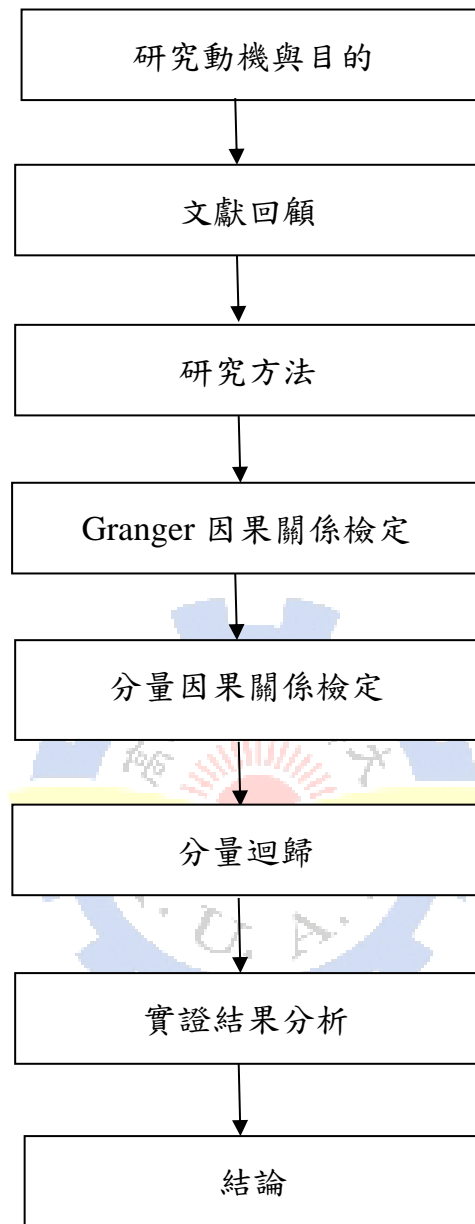 研究動機與目的
文獻回顧
研究方法
Granger 因果關係檢定
分量因果關係檢定
分量迴歸
實證結果分析
結論